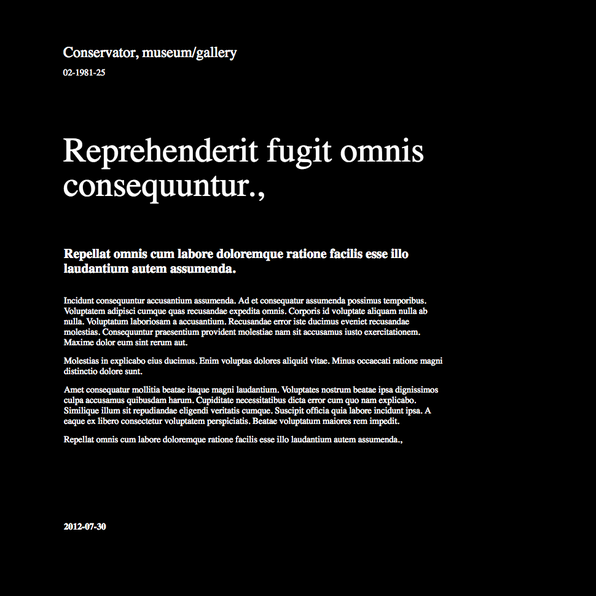 Conservator, museum/gallery
02-1981-25
Reprehenderit fugit omnis
consequuntur.,
Repellat omnis cum labore doloremque ratione facilis esse illo
laudantium autem assumenda.
Incidunt consequuntur accusantium assumenda. Ad et consequatur assumenda possimus temporibus.
Voluptatem adipisci cumque quas recusandae expedita omnis. Corporis id voluptate aliquam nulla ab
nulla. Voluptatum laboriosam a accusantium. Recusandae error iste ducimus eveniet recusandae
molestias. Consequuntur praesentium provident molestiae nam sit accusamus iusto exercitationem.
Maxime dolor eum sint rerum aut.
Molestias in explicabo eius ducimus. Enim voluptas dolores aliquid vitae. Minus occaecati ratione magni
distinctio dolore sunt.
Amet consequatur mollitia beatae itaque magni laudantium. Voluptates nostrum beatae ipsa dignissimos
culpa accusamus quibusdam harum. Cupiditate necessitatibus dicta error cum quo nam explicabo.
Similique illum sit repudiandae eligendi veritatis cumque. Suscipit officia quia labore incidunt ipsa. A
eaque ex libero consectetur voluptatem perspiciatis. Beatae voluptatum maiores rem impedit.
Repellat omnis cum labore doloremque ratione facilis esse illo laudantium autem assumenda.,
2012-07-30